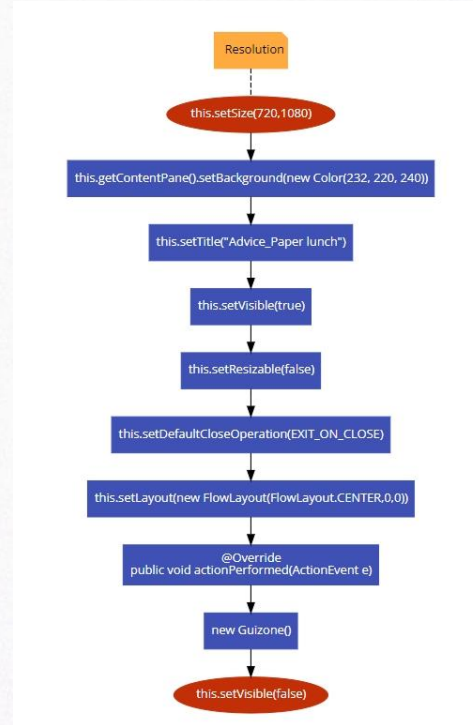 Resolution
this.setSize(720,1080)
this.getContentPane().setBackground(new Color(232, 220, 240))
this.setTitle("Advice_Paper lunch")
this.setVisible(true)
this.setResizable(false)
this.setDefaultCloseOperation(EXIT_ON_CLOSE)
this.setLayout(new FlowLayout(FlowLayout.CENTER,0,0))
@Override
public void actionPerformed(ActionEvent e)
new Guizone()
this.setVisible(false)